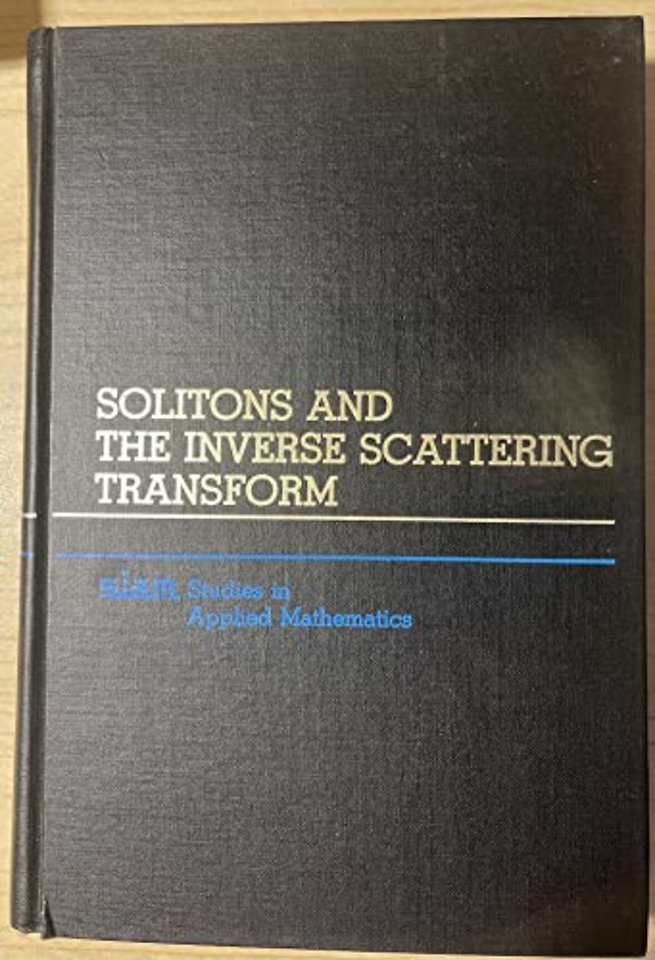 SOLITONS AND
THE INVERSE SCATTERING
TRANSFORM
siam Studies in
Applied Mathematics